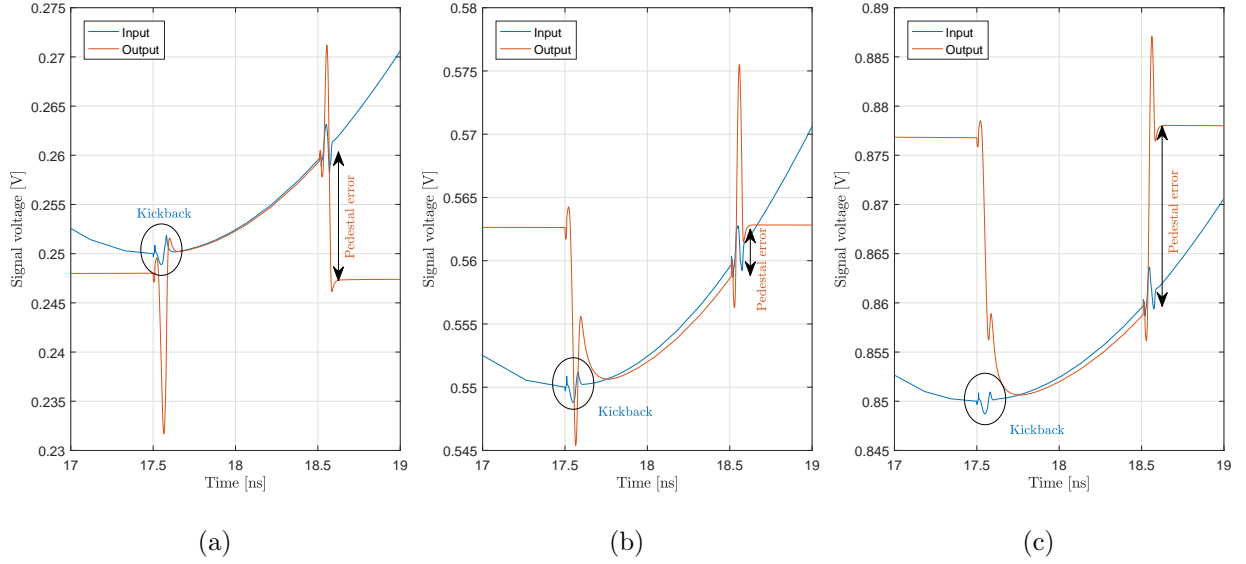 0.275
0.27
0.265
0.26
0.255
0.25
0.245
0.24
0.235
0.23
17
17.5
18
18.5
19
Signal voltage [V]
Time [ns]
Input
Output
Kickback
Pedestal error
(a)
0.58
0.575
0.57
0.565
0.56
0.555
0.55
0.545
17
17.5
18
18.5
19
Signal voltage [V]
Time [ns]
Input
Output
Kickback
Pedestal error
(b)
0.89
0.885
0.88
0.875
0.87
0.865
0.86
0.855
0.85
0.845
17
17.5
18
18.5
19
Signal voltage [V]
Time [ns]
Input
Output
Kickback
Pedestal error
(c)